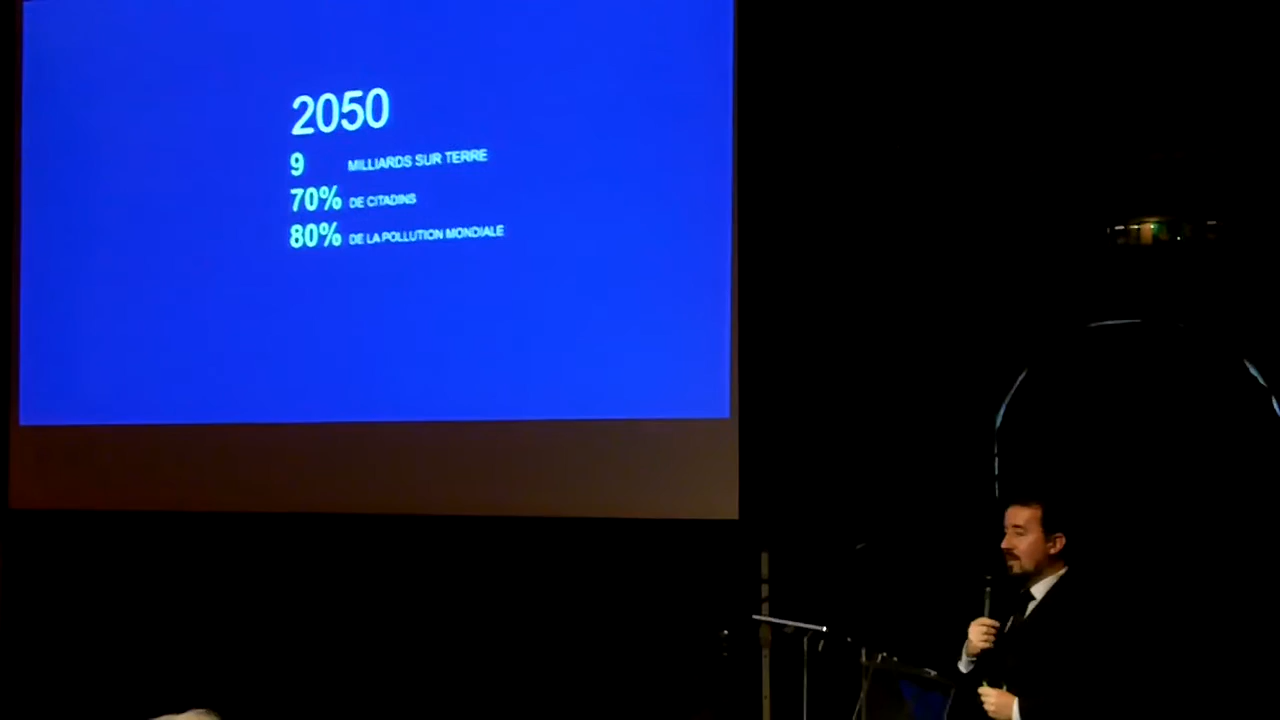 2050
9 MILLIARDS SUR TERRE
70% DE CITADINS
80% DE LA POLLUTION MONDIALE